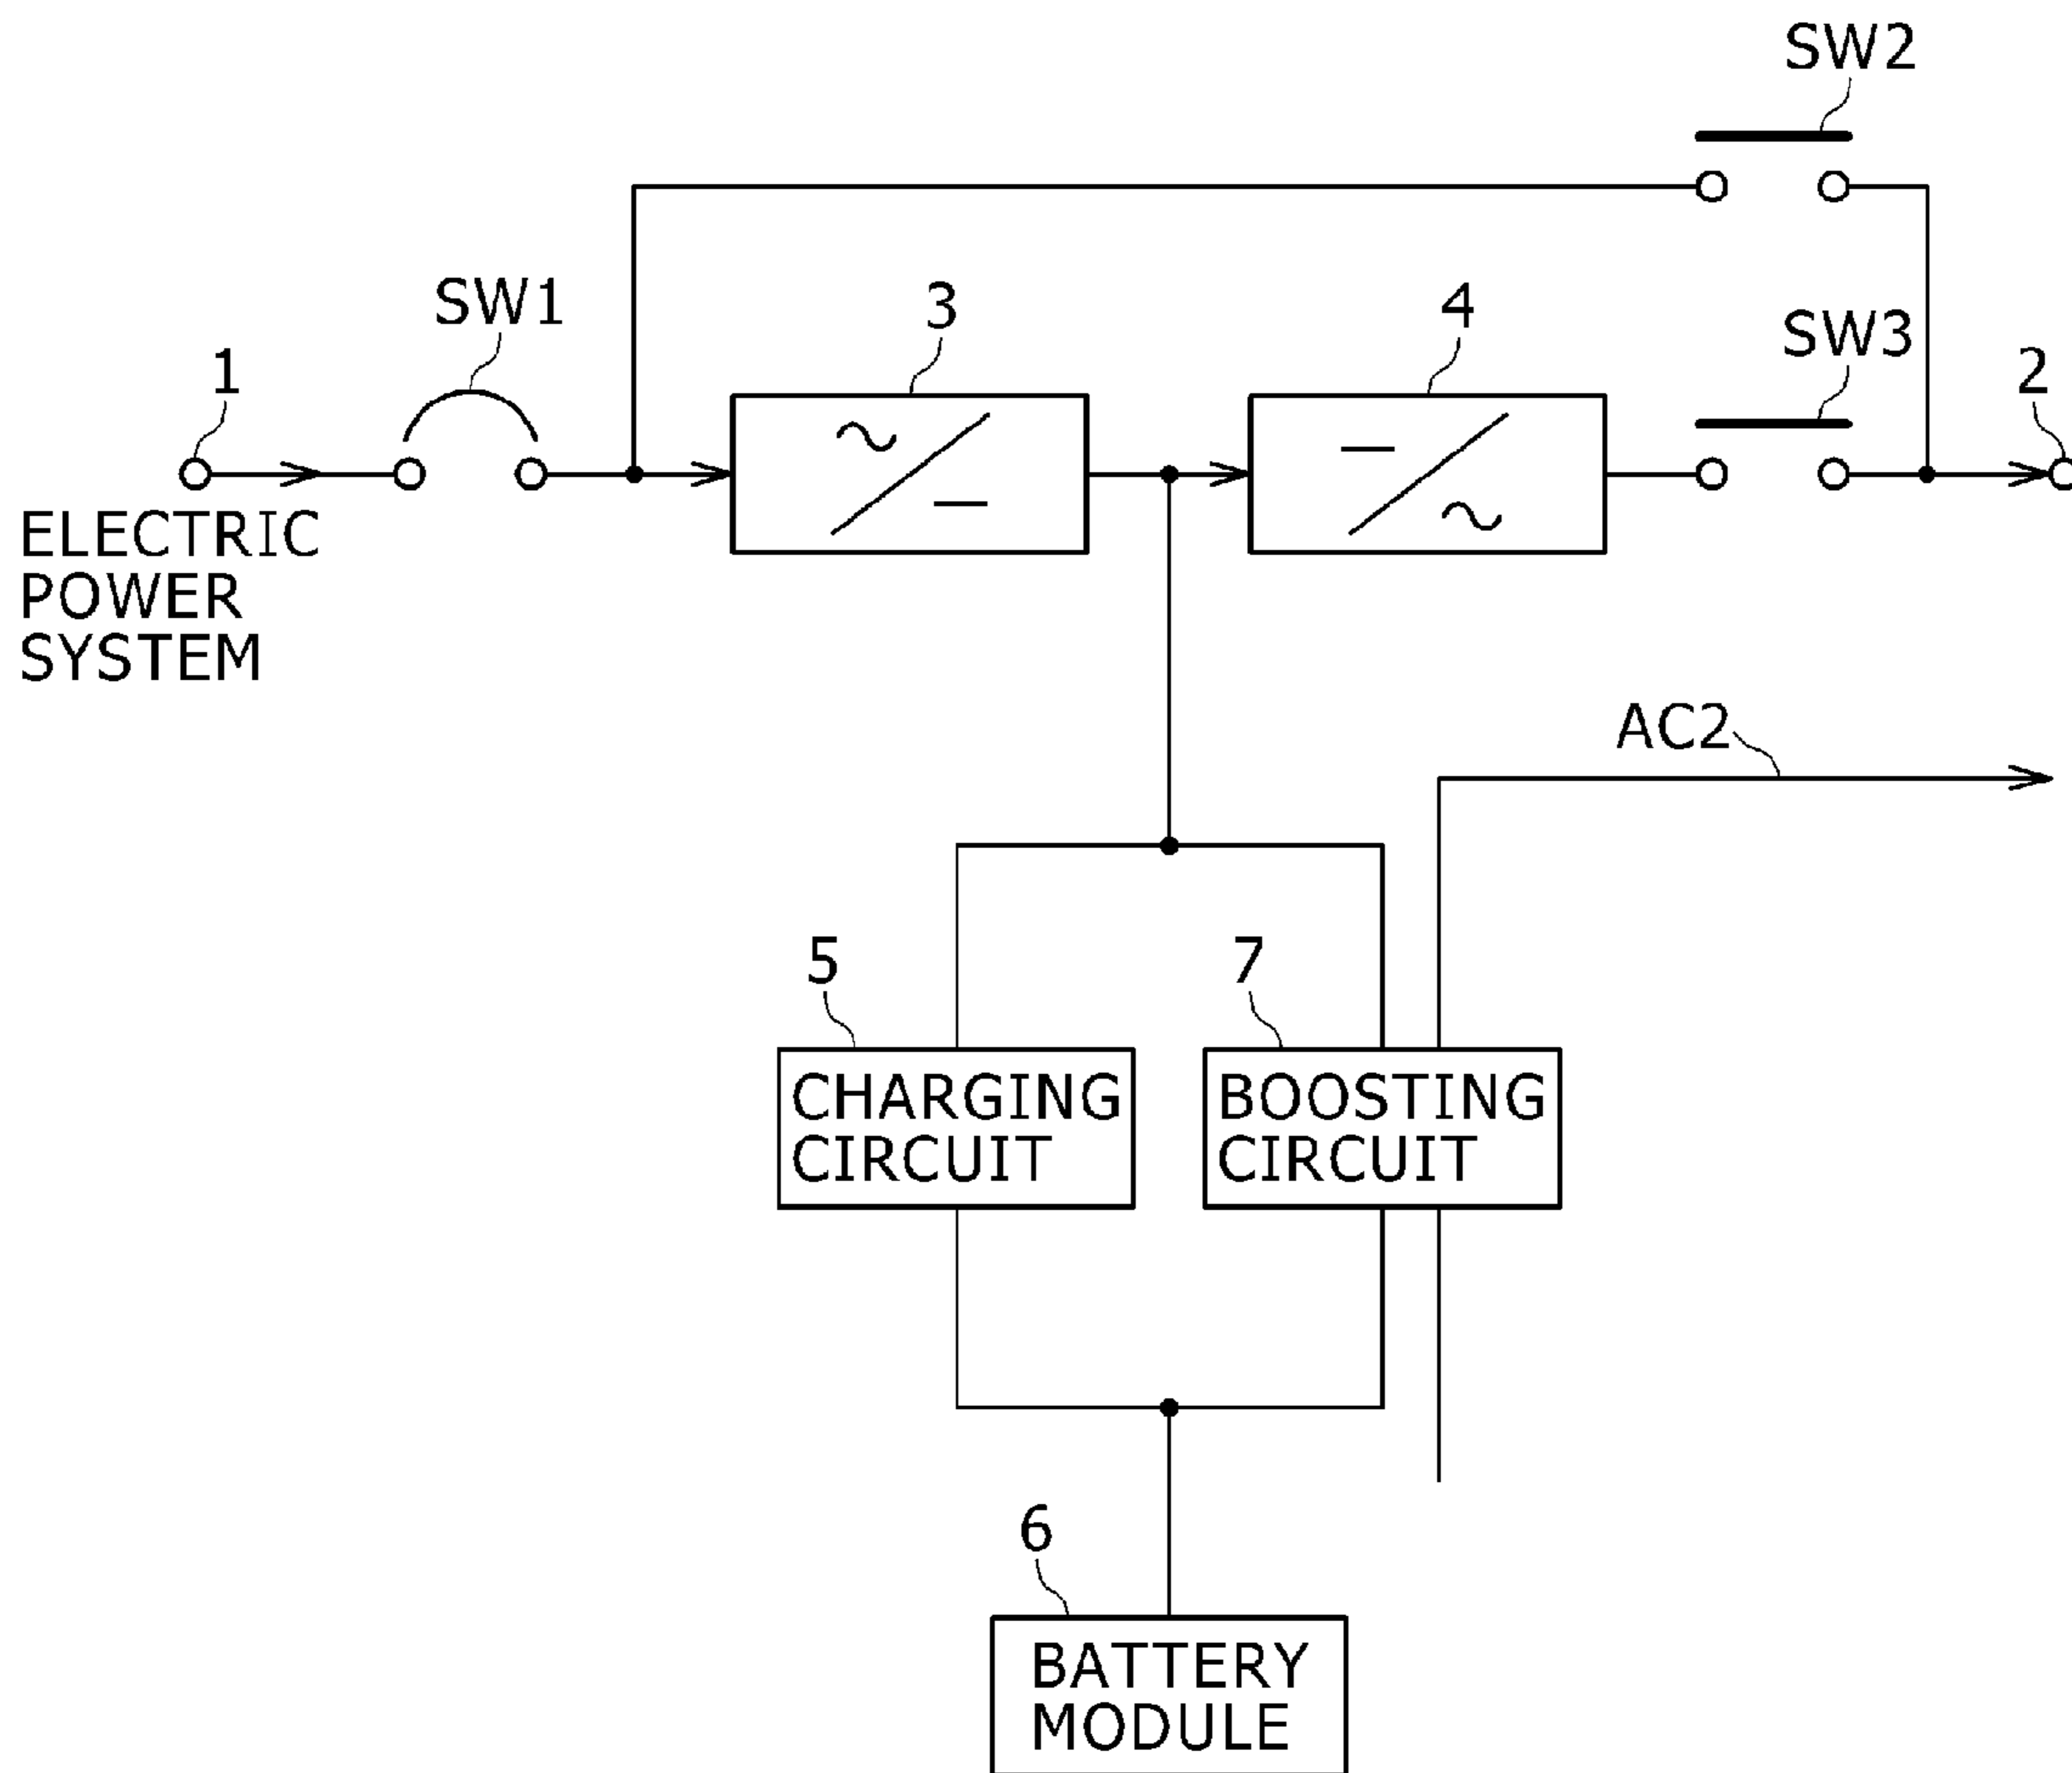 SW2
SW1
3
4
SW3
1
2
ELECTRIC
POWER
SYSTEM
AC2
5
7
CHARGING
CIRCUIT
BOOSTING
CIRCUIT
6
BATTERY
MODULE